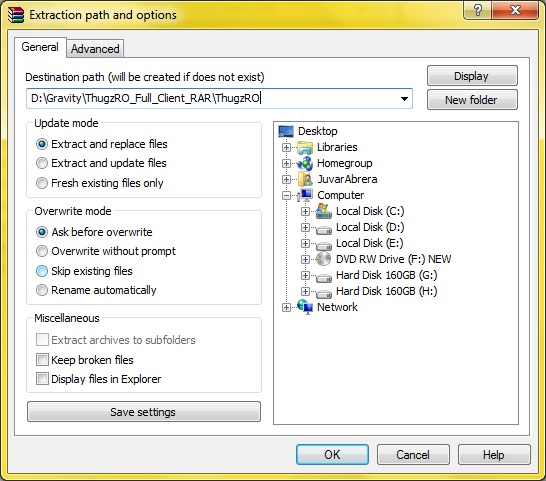 Extraction path and options
General
Advanced
Destination path (will be created if does not exist)
D:\Gravity\ThugzRO_Full_Client_RAR\ThugzRO
Display
New folder
Update mode
Extract and replace files
Extract and update files
Fresh existing files only
Overwrite mode
Ask before overwrite
Overwrite without prompt
Skip existing files
Rename automatically
Miscellaneous
Extract archives to subfolders
Keep broken files
Display files in Explorer
Save settings
Desktop
Libraries
Homegroup
JuvarAbrera
Computer
Local Disk (C:)
Local Disk (D:)
Local Disk (E:)
DVD RW Drive (F:) NEW
Hard Disk 160GB (G:)
Hard Disk 160GB (H:)
Network
OK
Cancel
Help